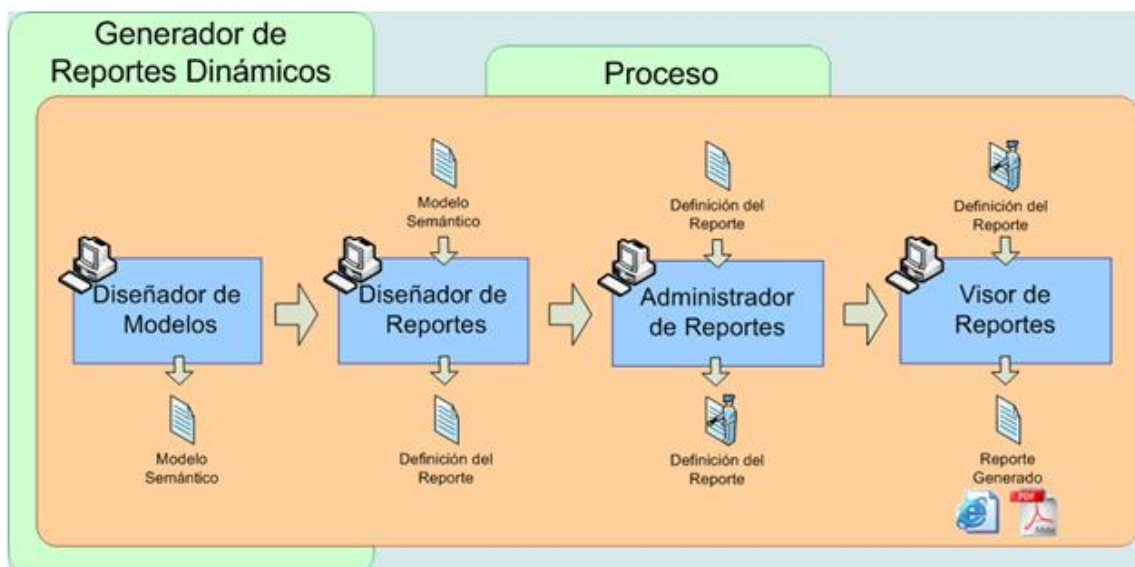 Generador de
Reportes Dinámicos
Proceso
Modelo
Semántico
Definición del
Reporte
Definición del
Reporte
Diseñador de
Modelos
Diseñador de
Reportes
Administrador
de Reportes
Visor de
Reportes
Modelo
Semántico
Definición del
Reporte
Definición del
Reporte
Reporte
Generado
PDF
Adobe